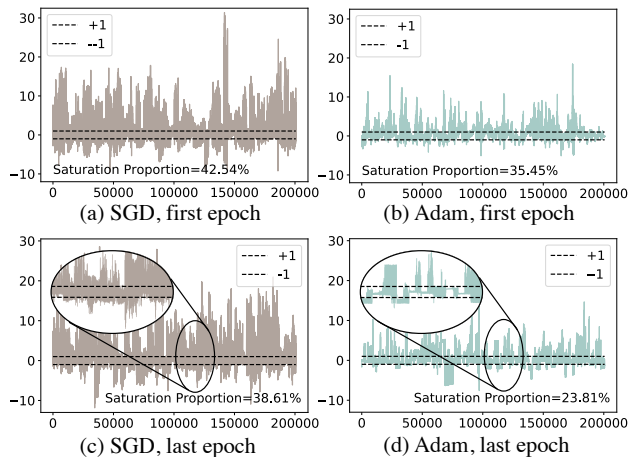 30
20
10
0
−10
+1
--1
Saturation Proportion=42.54%
0 50000 100000 150000 200000
(a) SGD, first epoch
30
20
10
0
−10
+1
−1
Saturation Proportion=35.45%
0 50000 100000 150000 200000
(b) Adam, first epoch
30
20
10
0
−10
+1
-1
Saturation Proportion=38.61%
0 50000 100000 150000 200000
(c) SGD, last epoch
30
20
10
0
−10
+1
−1
Saturation Proportion=23.81%
0 50000 100000 150000 200000
(d) Adam, last epoch